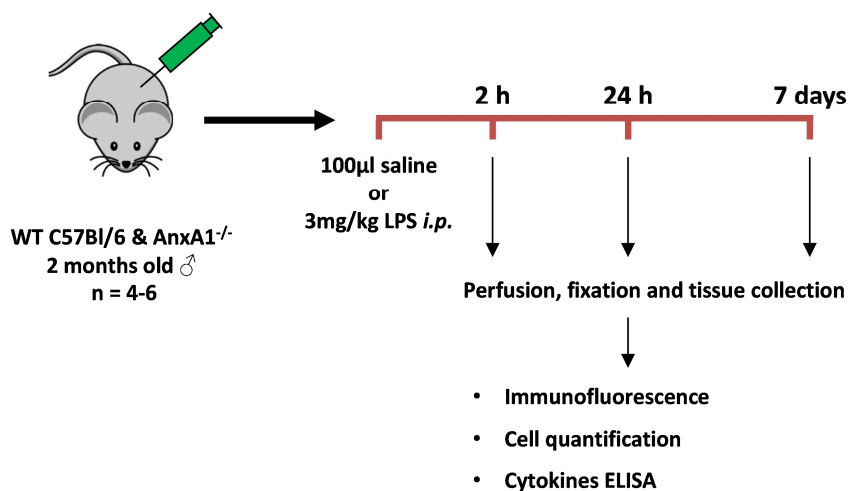 2 h
24 h
7 days
100µl saline
or
3mg/kg LPS i.p.
WT C57Bl/6 & AnxA1-/-
2 months old ♂
n = 4-6
Perfusion, fixation and tissue collection
• Immunofluorescence
• Cell quantification
• Cytokines ELISA